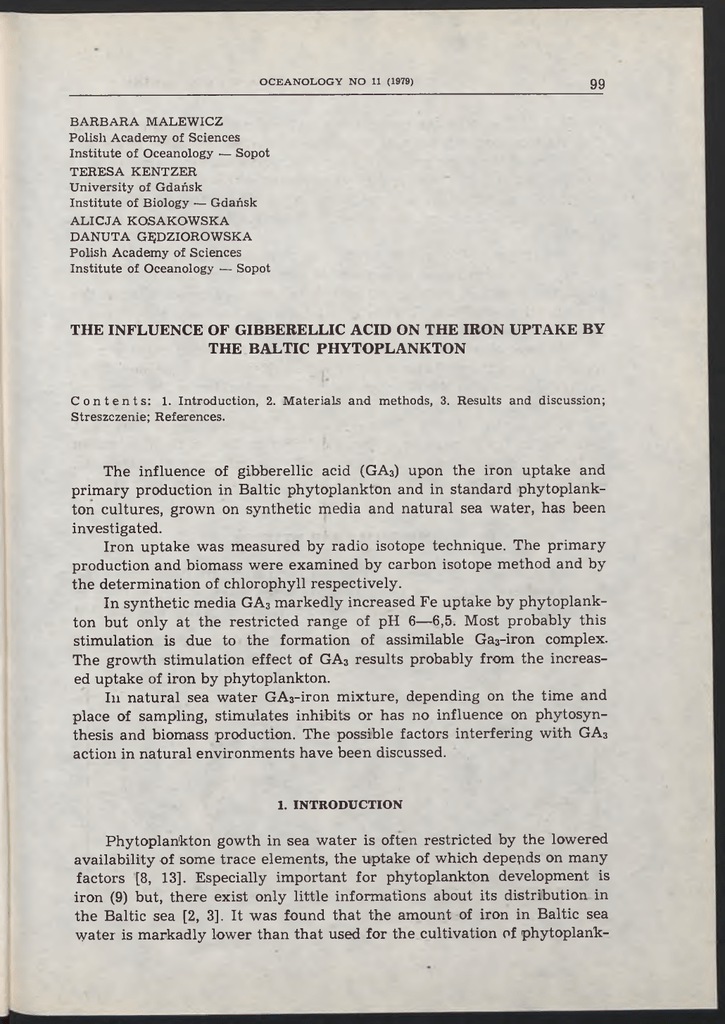 OCEANOLOGY NO 11 (1979)
99
BARBARA MALEWICZ
Polish Academy of Sciences
Institute of Oceanology — Sopot
TERESA KENTZER
University of Gdańsk
Institute of Biology — Gdańsk
ALICJA KOSAKOWSKA
DANUTA GĘDZIOROWSKA
Polish Academy of Sciences
Institute of Oceanology — Sopot
THE INFLUENCE OF GIBBERELLIC ACID ON THE IRON UPTAKE BY
THE BALTIC PHYTOPLANKTON
Contents: 1. Introduction, 2. Materials and methods, 3. Results and discussion;
Streszczenie; References.
The influence of gibberellic acid (GA₃) upon the iron uptake and
primary production in Baltic phytoplankton and in standard phytoplank-
ton cultures, grown on synthetic media and natural sea water, has been
investigated.
Iron uptake was measured by radio isotope technique. The primary
production and biomass were examined by carbon isotope method and by
the determination of chlorophyll respectively.
In synthetic media GA₃ markedly increased Fe uptake by phytoplank-
ton but only at the restricted range of pH 6—6,5. Most probably this
stimulation is due to the formation of assimilable Ga₃-iron complex.
The growth stimulation effect of GA₃ results probably from the increas-
ed uptake of iron by phytoplankton.
In natural sea water GA₃-iron mixture, depending on the time and
place of sampling, stimulates inhibits or has no influence on phytosyn-
thesis and biomass production. The possible factors interfering with GA₃
action in natural environments have been discussed.
1. INTRODUCTION
Phytoplankton gowth in sea water is often restricted by the lowered
availability of some trace elements, the uptake of which depends on many
factors [8, 13]. Especially important for phytoplankton development is
iron (9) but, there exist only little informations about its distribution in
the Baltic sea [2, 3]. It was found that the amount of iron in Baltic sea
water is markadly lower than that used for the cultivation of phytoplank-